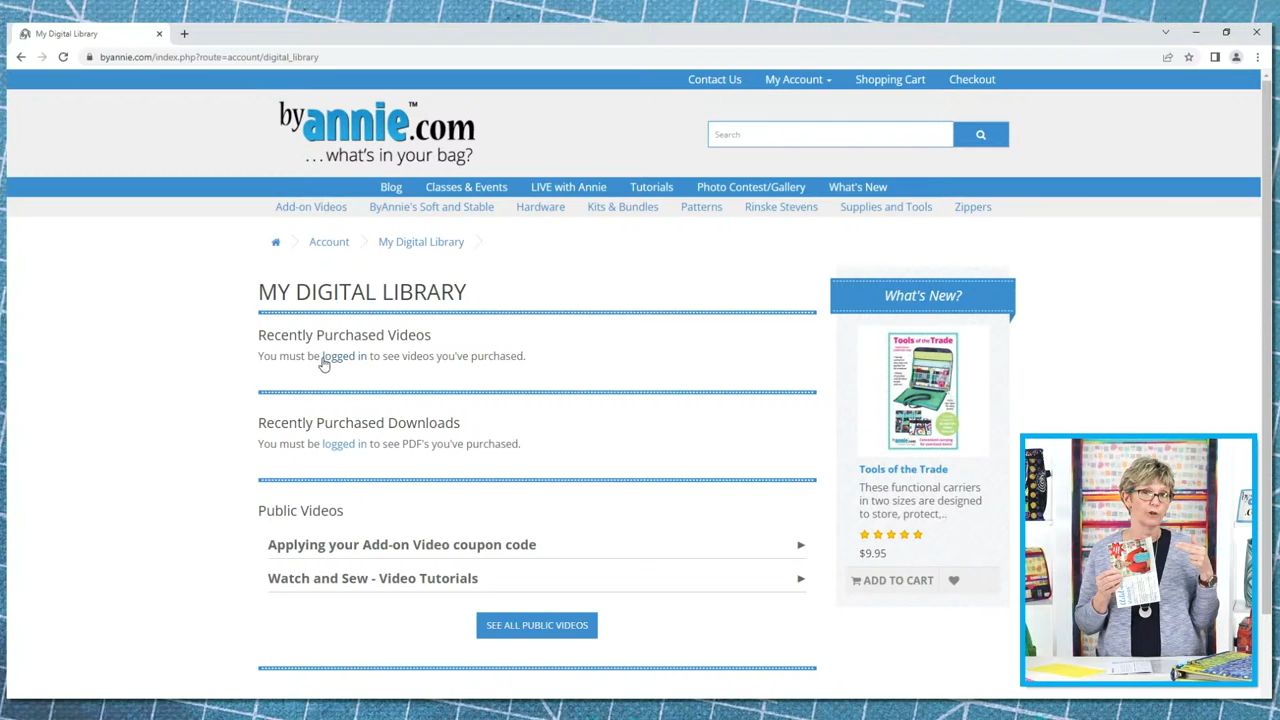 My Digital Library
byannie.com/index.php?route=account/digital_library
Contact Us My Account Shopping Cart Checkout
byannie.com™
...what's in your bag?
Search
Blog Classes & Events LIVE with Annie Tutorials Photo Contest/Gallery What's New
Add-on Videos ByAnnie's Soft and Stable Hardware Kits & Bundles Patterns Rinske Stevens Supplies and Tools Zippers
Account My Digital Library
MY DIGITAL LIBRARY
Recently Purchased Videos
You must be logged in to see videos you've purchased.
Recently Purchased Downloads
You must be logged in to see PDF's you've purchased.
Public Videos
Applying your Add-on Video coupon code
Watch and Sew - Video Tutorials
SEE ALL PUBLIC VIDEOS
What's New?
Tools of the Trade
Tools of the Trade
These functional carriers
in two sizes are designed
to store, protect,..
$9.95
ADD TO CART